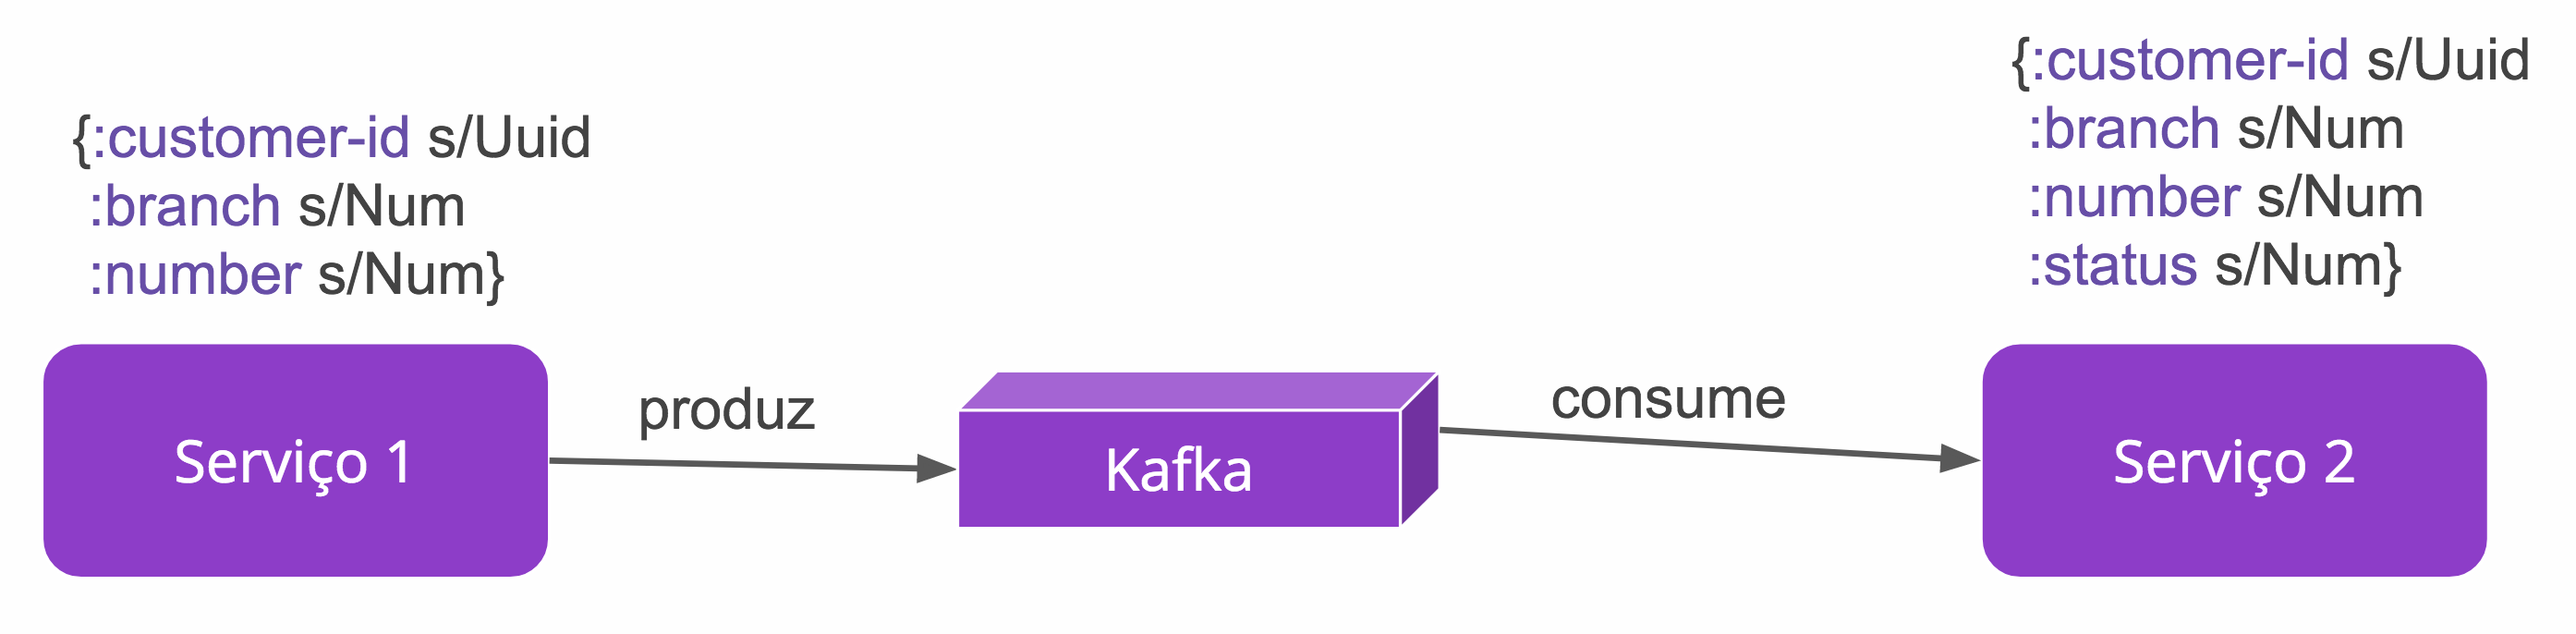 {:customer-id s/Uuid
:branch s/Num
:number s/Num}
Serviço 1
produz
Kafka
consume
{:customer-id s/Uuid
:branch s/Num
:number s/Num
:status s/Num}
Serviço 2